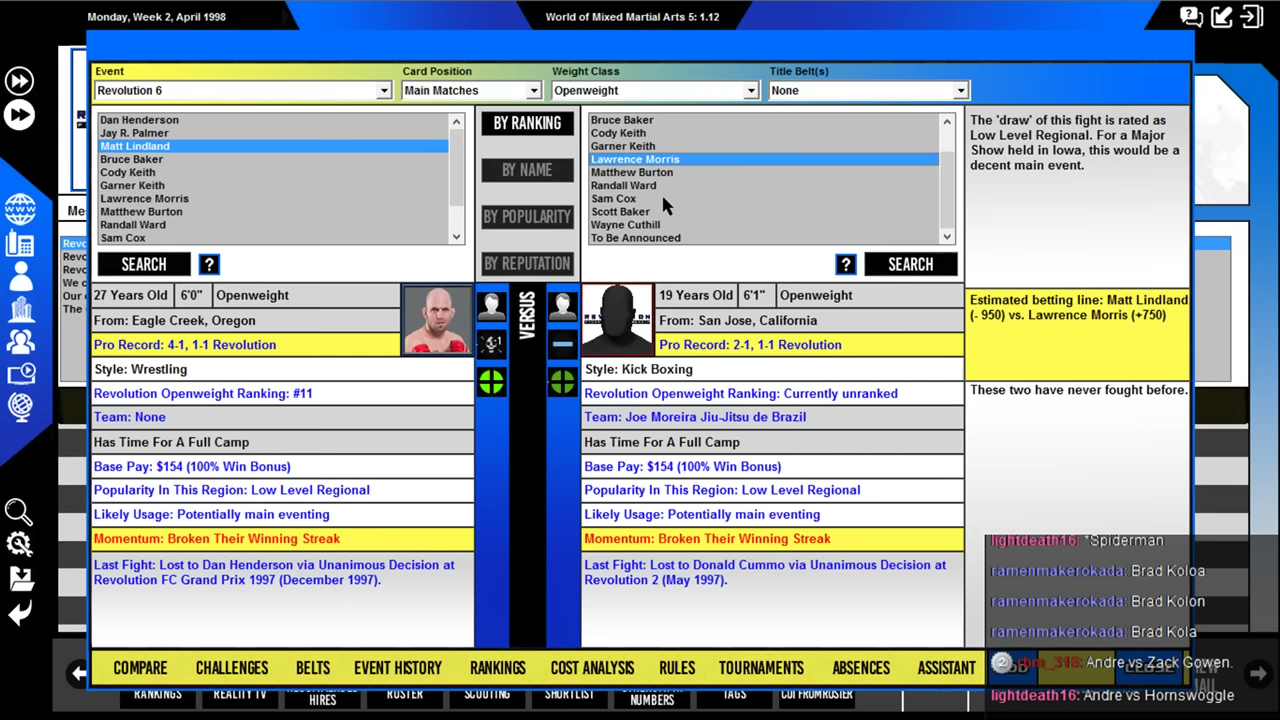 Monday, Week 2, April 1998
World of Mixed Martial Arts 5: 1.12
Event
Card Position
Weight Class
Title Belt(s)
Revolution 6
Main Matches
Openweight
None
Dan Henderson
Jay R. Palmer
Matt Lindland
Bruce Baker
Cody Keith
Garner Keith
Lawrence Morris
Matthew Burton
Randall Ward
Sam Cox
BY RANKING
BY NAME
BY POPULARITY
BY REPUTATION
Bruce Baker
Cody Keith
Garner Keith
Lawrence Morris
Matthew Burton
Randall Ward
Sam Cox
Scott Baker
Wayne Cuthill
To Be Announced
The 'draw' of this fight is rated as
Low Level Regional. For a Major
Show held in Iowa, this would be a
decent main event.
SEARCH
?
?
SEARCH
27 Years Old
6'0"
Openweight
From: Eagle Creek, Oregon
Pro Record: 4-1, 1-1 Revolution
Style: Wrestling
Revolution Openweight Ranking: #11
Team: None
Has Time For A Full Camp
Base Pay: $154 (100% Win Bonus)
Popularity In This Region: Low Level Regional
Likely Usage: Potentially main eventing
Momentum: Broken Their Winning Streak
Last Fight: Lost to Dan Henderson via Unanimous Decision at
Revolution FC Grand Prix 1997 (December 1997).
VERSUS
19 Years Old
6'1"
Openweight
From: San Jose, California
Pro Record: 2-1, 1-1 Revolution
Style: Kick Boxing
Revolution Openweight Ranking: Currently unranked
Team: Joe Moreira Jiu-Jitsu de Brazil
Has Time For A Full Camp
Base Pay: $154 (100% Win Bonus)
Popularity In This Region: Low Level Regional
Likely Usage: Potentially main eventing
Momentum: Broken Their Winning Streak
Last Fight: Lost to Donald Cummo via Unanimous Decision at
Revolution 2 (May 1997).
Estimated betting line: Matt Lindland
(- 950) vs. Lawrence Morris (+750)
These two have never fought before.
lightdeath16: *Spiderman
ramenmakerokada: Brad Koloa
ramenmakerokada: Brad Kolon
ramenmakerokada: Brad Kola
rbm_316: Andre vs Zack Gowen.
lightdeath16: Andre vs Hornswoggle
COMPARE
CHALLENGES
BELTS
EVENT HISTORY
RANKINGS
COST ANALYSIS
RULES
TOURNAMENTS
ABSENCES
ASSISTANT
RANKINGS
REALITY TV
HIRES
ROSTER
SCOUTING
SHORTLIST
NUMBERS
TAGS